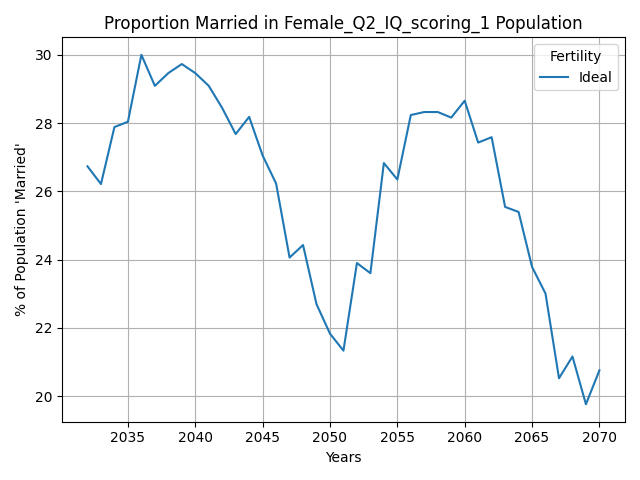 Proportion Married in Female_Q2_IQ_scoring_1 Population
Fertility
Ideal
% of Population 'Married'
30
28
26
24
22
20
2035 2040 2045 2050 2055 2060 2065 2070
Years